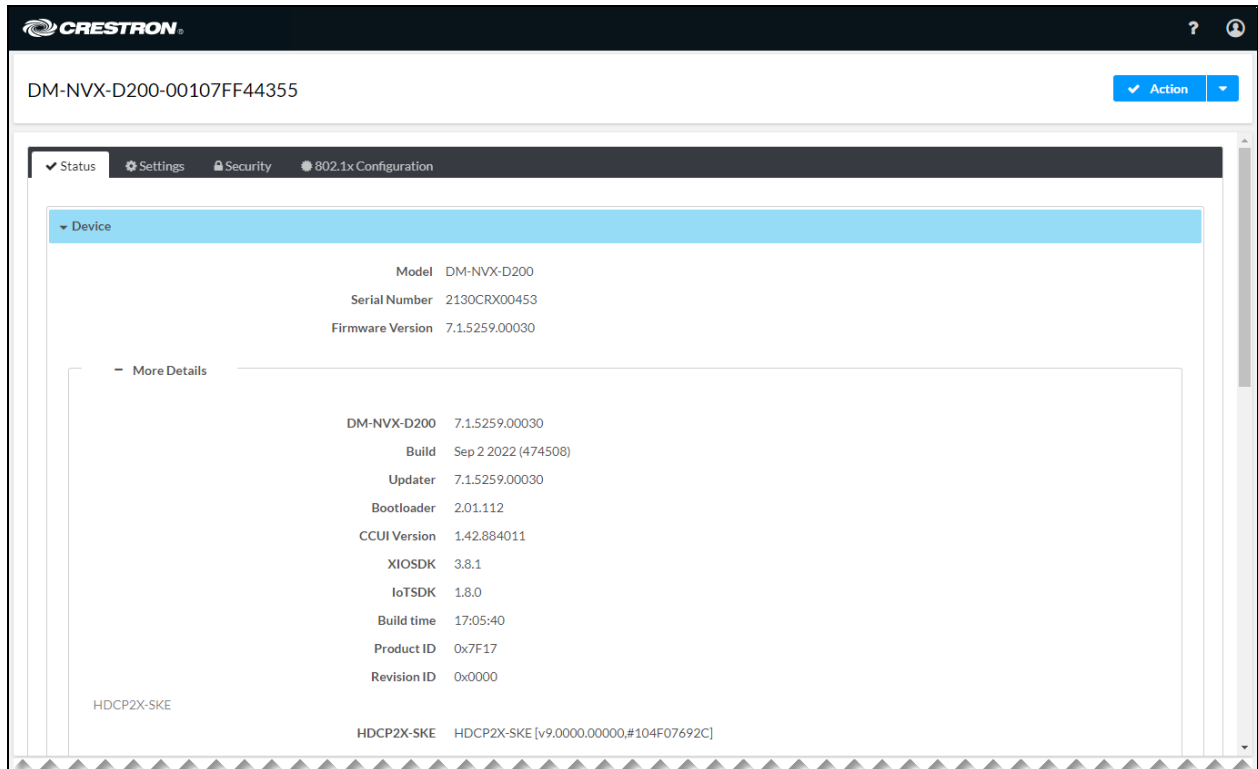 CRESTRON®
?
DM-NVX-D200-00107FF44355
Action
Status Settings Security 802.1x Configuration
Device
Model DM-NVX-D200
Serial Number 2130CRX00453
Firmware Version 7.1.5259.00030
− More Details
DM-NVX-D200 7.1.5259.00030
Build Sep 2 2022 (474508)
Updater 7.1.5259.00030
Bootloader 2.01.112
CCUI Version 1.42.884011
XIOSDK 3.8.1
IoTSDK 1.8.0
Build time 17:05:40
Product ID 0x7F17
Revision ID 0x0000
HDCP2X-SKE
HDCP2X-SKE HDCP2X-SKE [v9.0000.00000,#104F07692C]